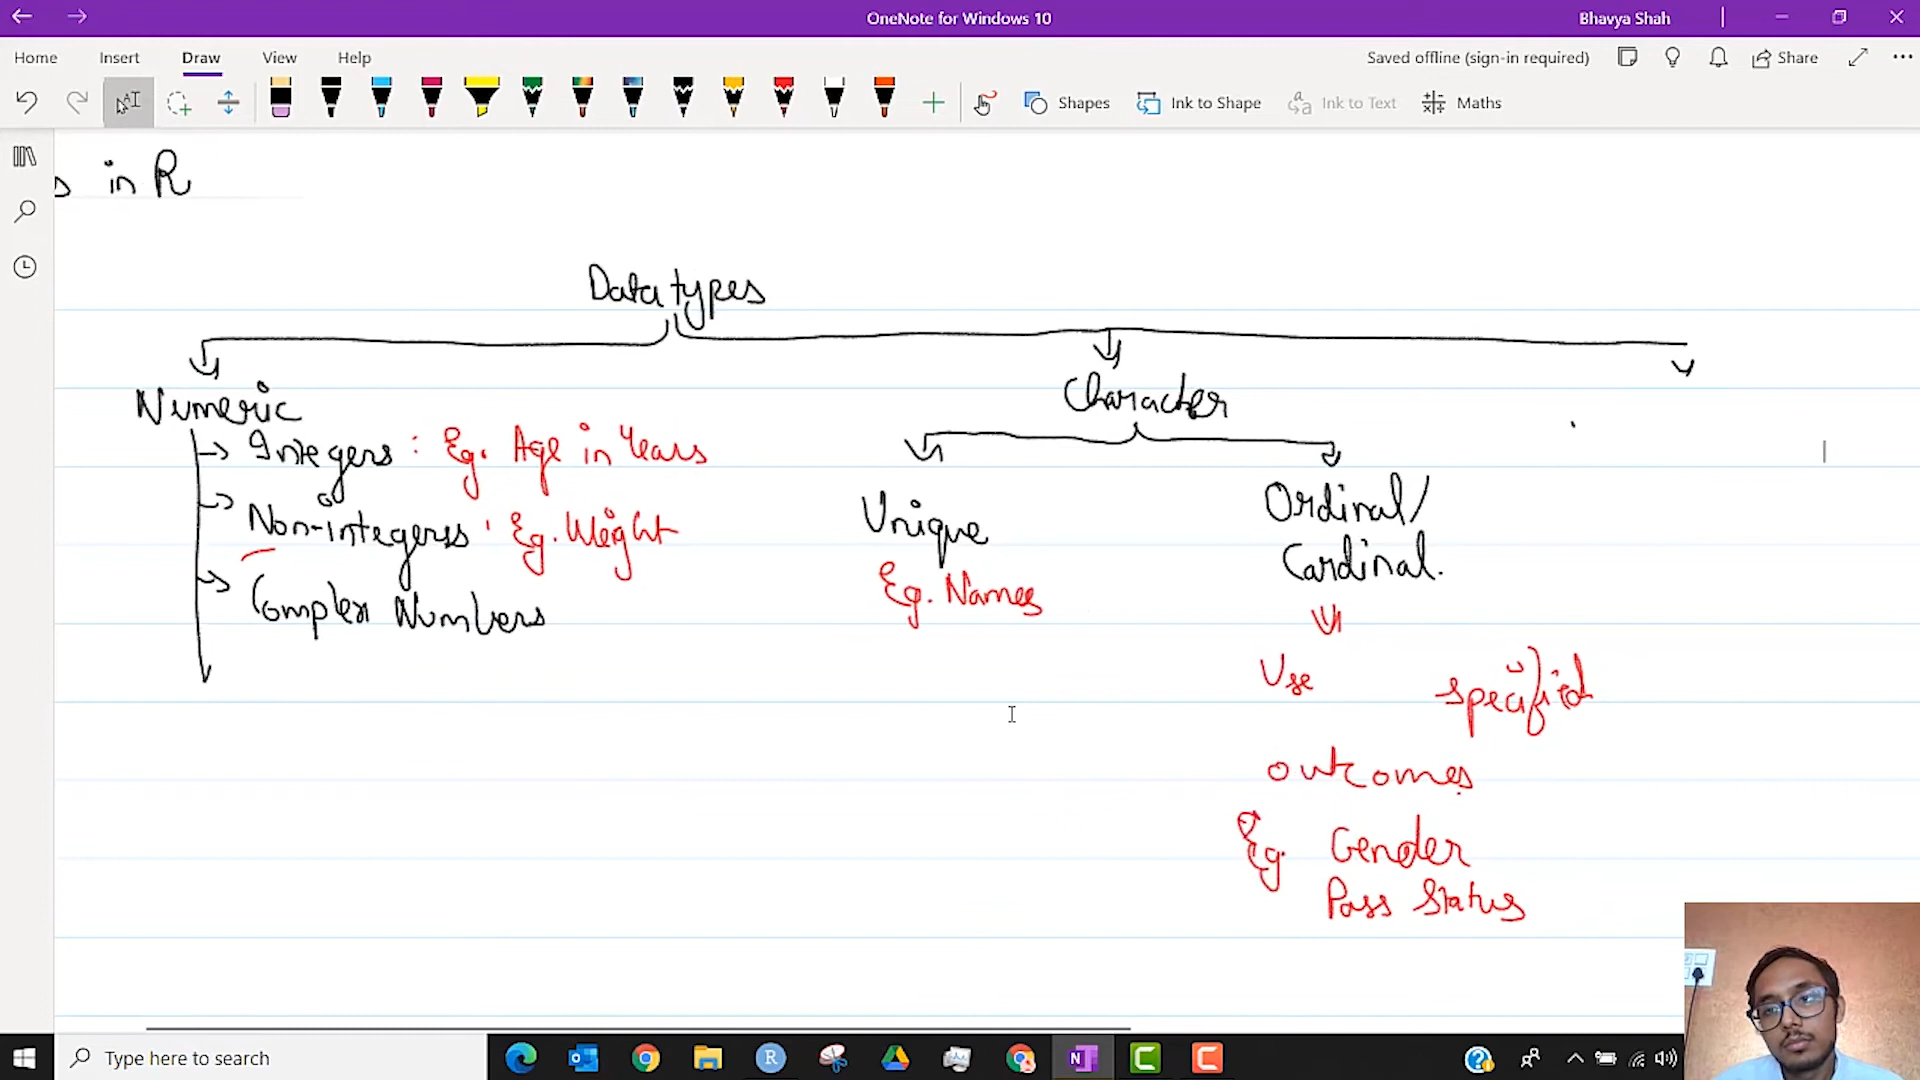 OneNote for Windows 10
Bhavya Shah
Home Insert Draw View Help
Saved offline (sign-in required)
Share
Shapes
Ink to Shape
Ink to Text
Maths
s in R
Data types
Numeric
Character
Integers : Eg. Age in Years
Non-integerss : Eg. Weight
Complex Numbers
Unique
Eg. Names
Ordinal/
Cardinal.
Use specified
outcomes
Eg. Gender
Pass Status
Type here to search